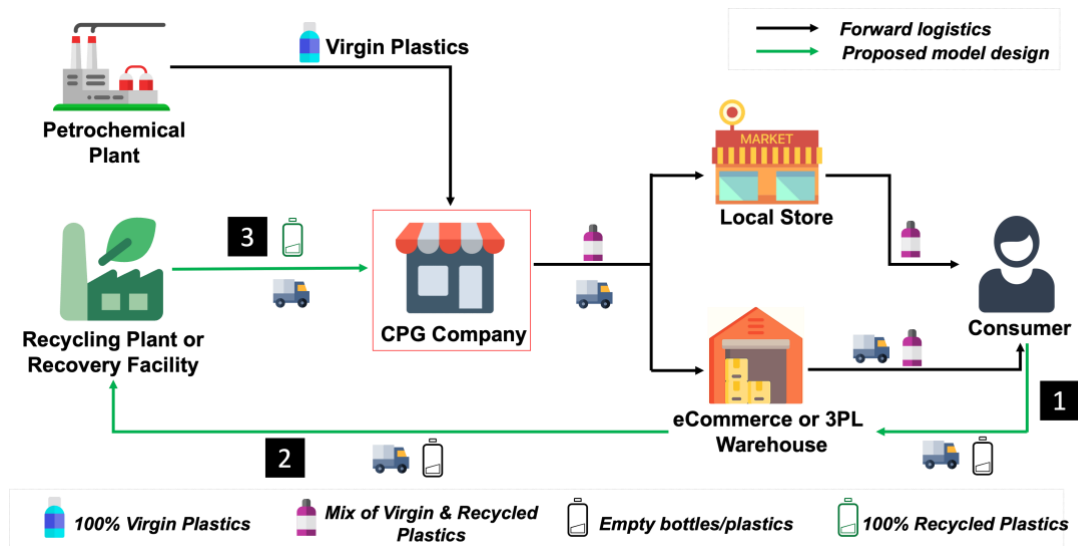 Virgin Plastics
Forward logistics
Proposed model design
Petrochemical
Plant
MARKET
Local Store
3
CPG Company
Recycling Plant or
Recovery Facility
Consumer
1
eCommerce or 3PL
Warehouse
2
100% Virgin Plastics
Mix of Virgin & Recycled
Plastics
Empty bottles/plastics
100% Recycled Plastics